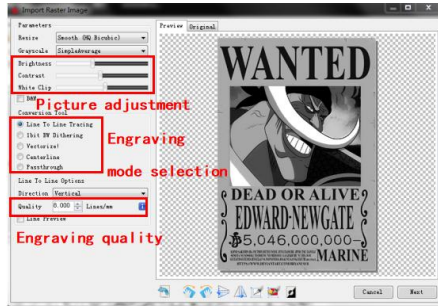 Import Raster Image
Parameters
Resize Smooth (HQ Bicubic)
Grayscale SimpleAverage
Brightness
Contrast
White Clip
B&W
Picture adjustment
Conversion Tool
Line To Line Tracing
1bit BW Dithering
Vectorize!
Centerline
Passthrough
Engraving
mode selection
Line To Line Options
Direction Vertical
Quality 8.000 Lines/mm
Line Preview
Engraving quality
Preview Original
WANTED
DEAD OR ALIVE
EDWARD·NEWGATE
5,046,000,000-
MARINE
Cancel Next